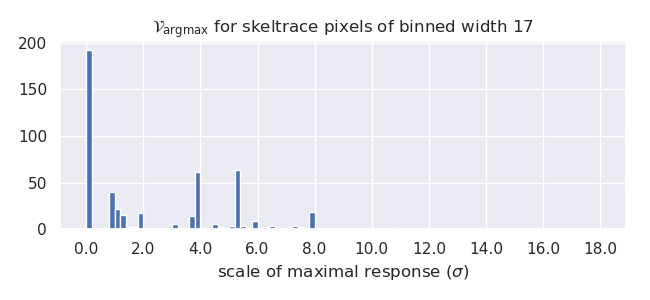 𝒱argmax for skeltrace pixels of binned width 17
200
150
100
50
0
0.0 2.0 4.0 6.0 8.0 10.0 12.0 14.0 16.0 18.0
scale of maximal response (σ)